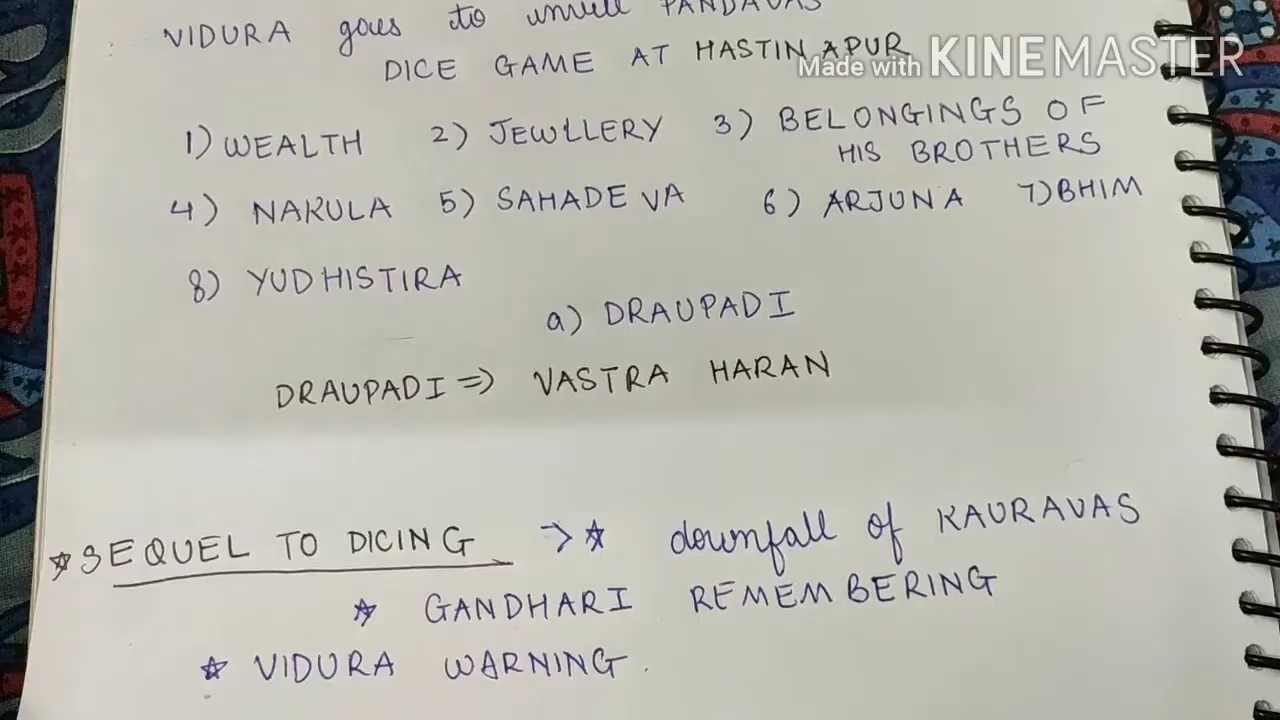 VIDURA goes to invite PANDAVAS
DICE GAME AT HASTINAPUR
Made with KINEMASTER
1) WEALTH 2) JEWLLERY 3) BELONGINGS OF
HIS BROTHERS
4) NAKULA 5) SAHADEVA 6) ARJUNA 7) BHIM
8) YUDHISTIRA
a) DRAUPADI
DRAUPADI => VASTRA HARAN
☆ SEQUEL TO DICING -> ☆ downfall of KAURAVAS
☆ GANDHARI REMEMBERING
☆ VIDURA WARNING.